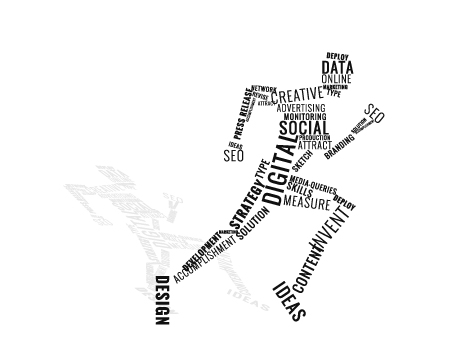 DEPLOY
DATA
ONLINE
MARKETING
NETWORK
CREATIVE
TYPE
REVISE
ATTRACT
PRESS RELEASE
ADVERTISING
SEO
MONITORING
SOCIAL
SOLUTION
PRODUCTION
ATTRACT
BRANDING
IDEAS
SEO
DIGITAL
SKETCH
TYPE
MEDIA QUERIES
SKILLS
STRATEGY
MEASURE
DEPLOY
SOLUTION
INVENT
MARKETING
DEVELOPMENT
ACCOMPLISHMENT
CONTENT
DESIGN
IDEAS
IDEAS